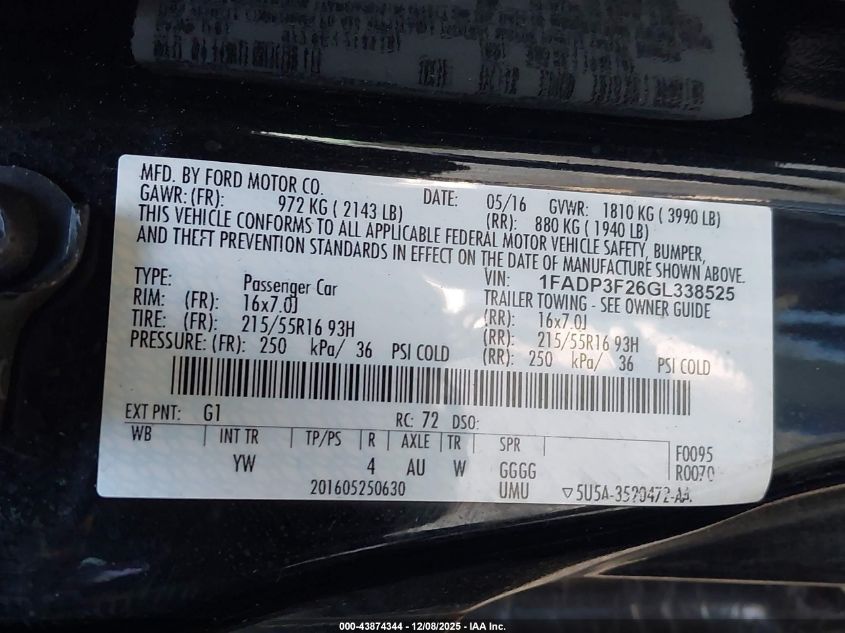 MFD. BY FORD MOTOR CO.
DATE: 05/16 GVWR: 1810 KG ( 3990 LB)
GAWR: (FR): 972 KG ( 2143 LB) (RR): 880 KG ( 1940 LB)
THIS VEHICLE CONFORMS TO ALL APPLICABLE FEDERAL MOTOR VEHICLE SAFETY, BUMPER,
AND THEFT PREVENTION STANDARDS IN EFFECT ON THE DATE OF MANUFACTURE SHOWN ABOVE.
VIN: 1FADP3F26GL338525
TYPE: Passenger Car TRAILER TOWING - SEE OWNER GUIDE
RIM: (FR): 16x7.0J (RR): 16x7.0J
TIRE: (FR): 215/55R16 93H (RR): 215/55R16 93H
PRESSURE: (FR): 250 kPa/ 36 PSI COLD (RR): 250 kPa/ 36 PSI COLD
EXT PNT: G1 RC: 72 DSO:
WB INT TR TP/PS R AXLE TR SPR F0095
YW 4 AU W GGGG R0070
201605250630 UMU ▽5U5A-3520472-AA
000-43874344 - 12/08/2025 - IAA Inc.